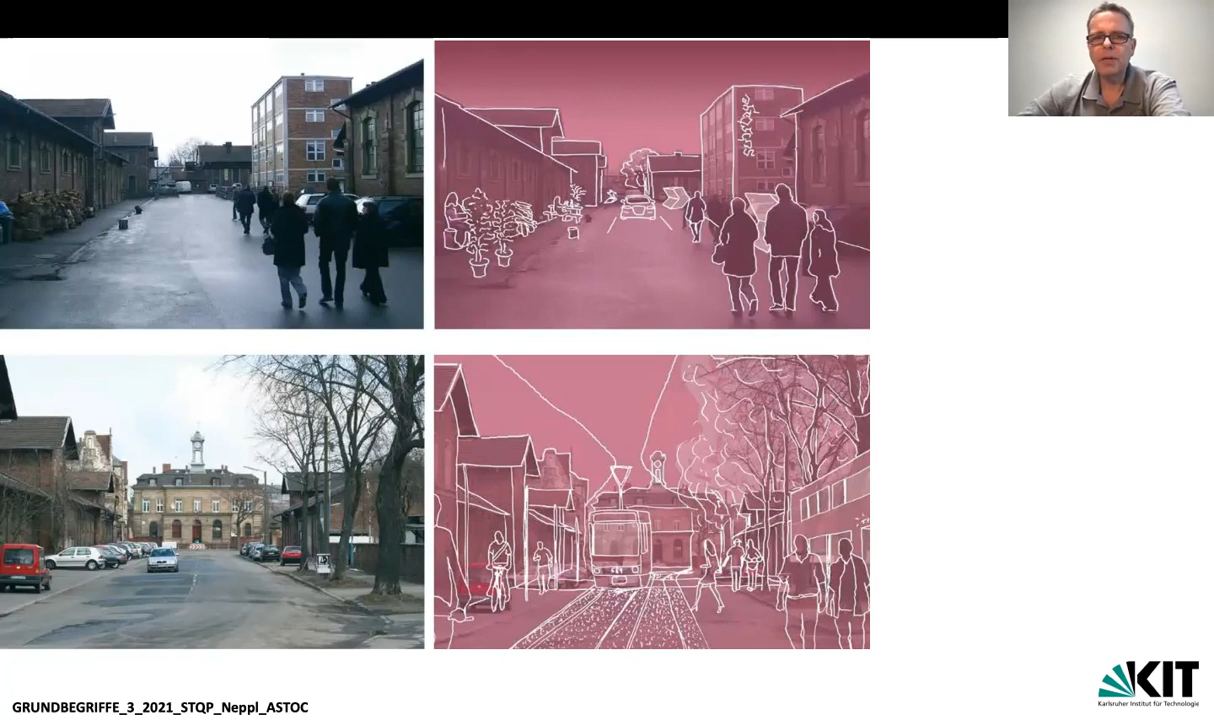 KIT
Karlsruher Institut für Technologie
GRUNDBEGRIFFE_3_2021_STQP_Neppl_ASTOC